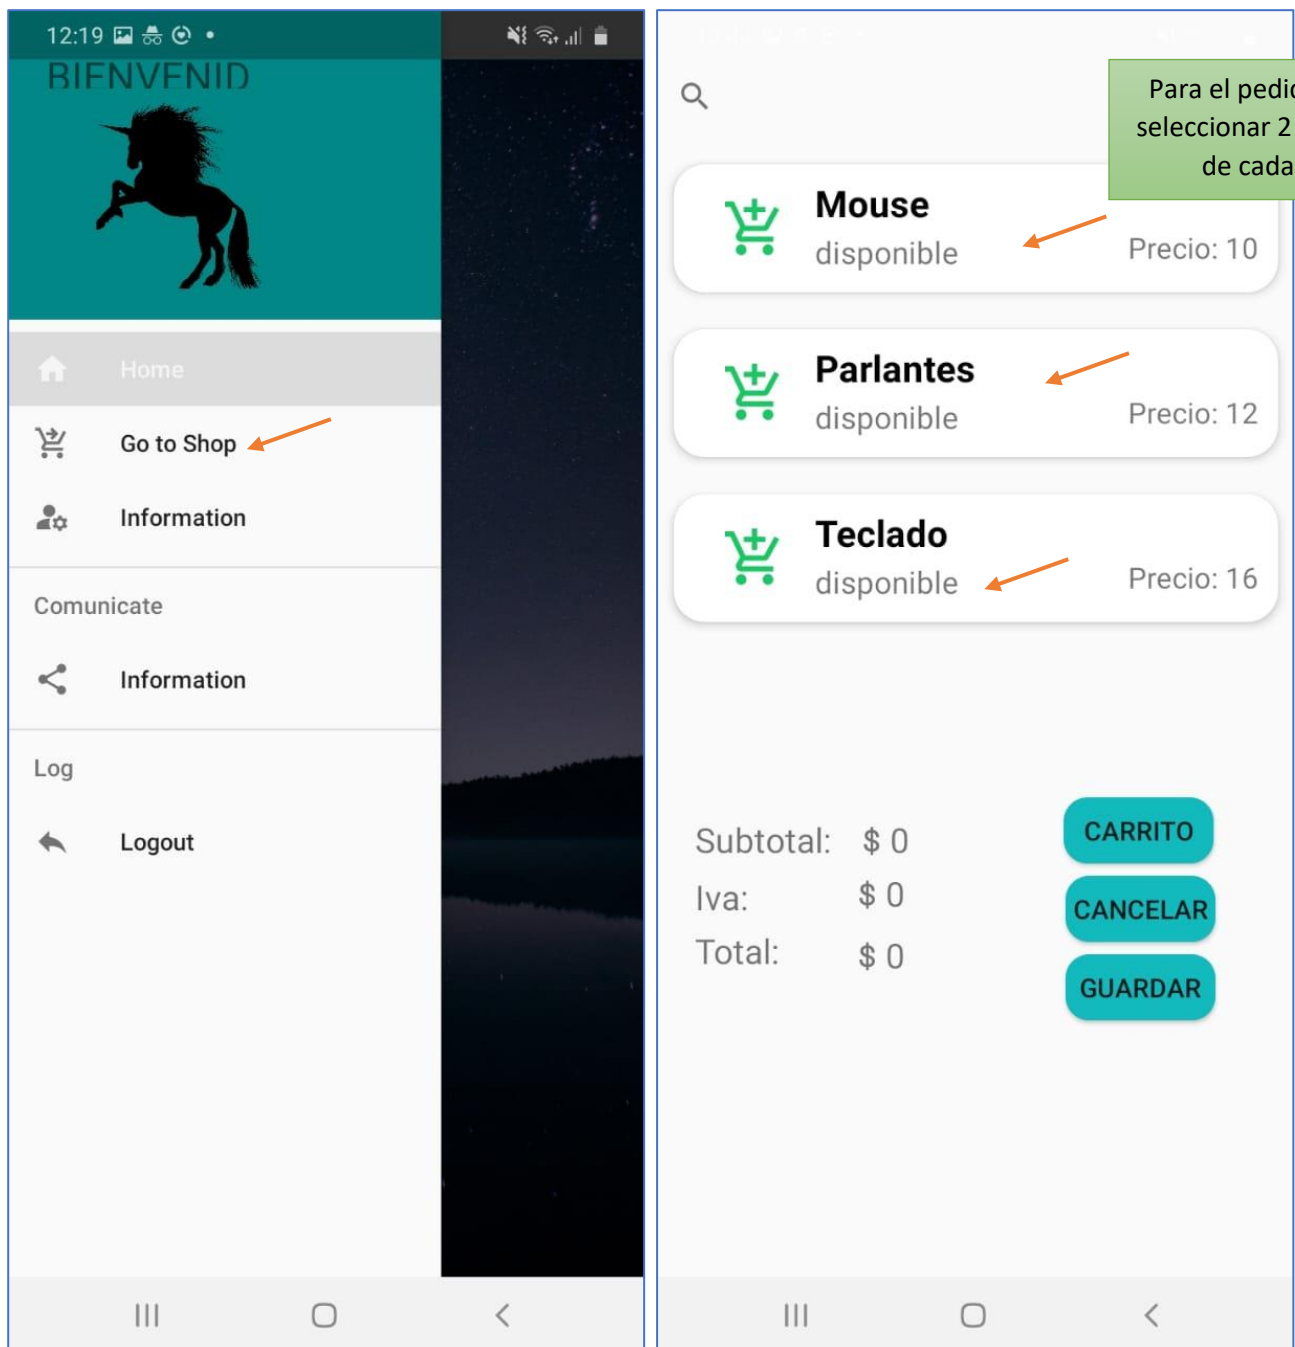 12:19
BIENVENID
Home
Go to Shop
Information
Comunicate
Information
Log
Logout
Para el
seleccionar 2
de cada
Mouse
disponible
Precio: 10
Parlantes
disponible
Precio: 12
Teclado
disponible
Precio: 16
Subtotal: $ 0
Iva: $ 0
Total: $ 0
CARRITO
CANCELAR
GUARDAR